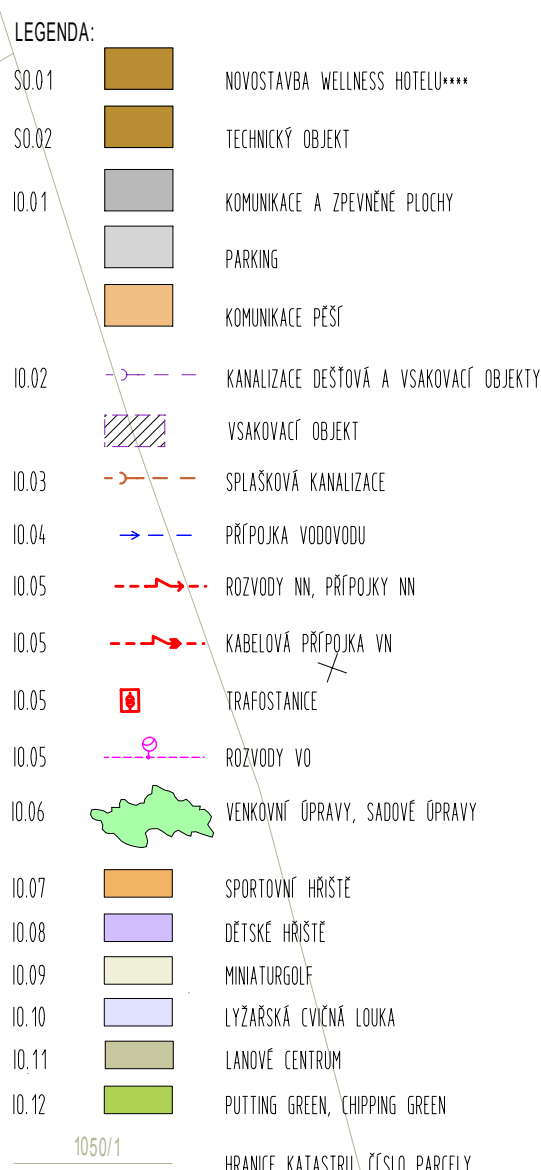 LEGENDA:
SO.01 NOVOSTAVBA WELLNESS HOTELU****
SO.02 TECHNICKÝ OBJEKT
IO.01 KOMUNIKACE A ZPEVNĚNÉ PLOCHY
PARKING
KOMUNIKACE PĚŠÍ
IO.02 KANALIZACE DEŠŤOVÁ A VSAKOVACÍ OBJEKTY
VSAKOVACÍ OBJEKT
IO.03 SPLAŠKOVÁ KANALIZACE
IO.04 PŘÍPOJKA VODOVODU
IO.05 ROZVODY NN, PŘÍPOJKY NN
IO.05 KABELOVÁ PŘÍPOJKA VN
IO.05 TRAFOSTANICE
IO.05 ROZVODY VO
IO.06 VENKOVNÍ ÚPRAVY, SADOVÉ ÚPRAVY
IO.07 SPORTOVNÍ HŘIŠTĚ
IO.08 DĚTSKÉ HŘIŠTĚ
IO.09 MINIATURGOLF
IO.10 LYŽAŘSKÁ CVIČNÁ LOUKA
IO.11 LANOVÉ CENTRUM
IO.12 PUTTING GREEN, CHIPPING GREEN
1050/1 HRANICE KATASTRU, ČÍSLO PARCELY